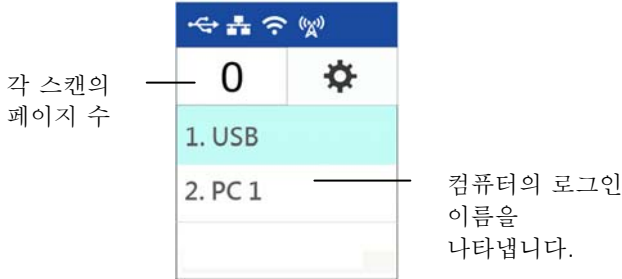 각 스캔의
페이지 수
0
1. USB
2. PC 1
컴퓨터의 로그인
이름을
나타냅니다.